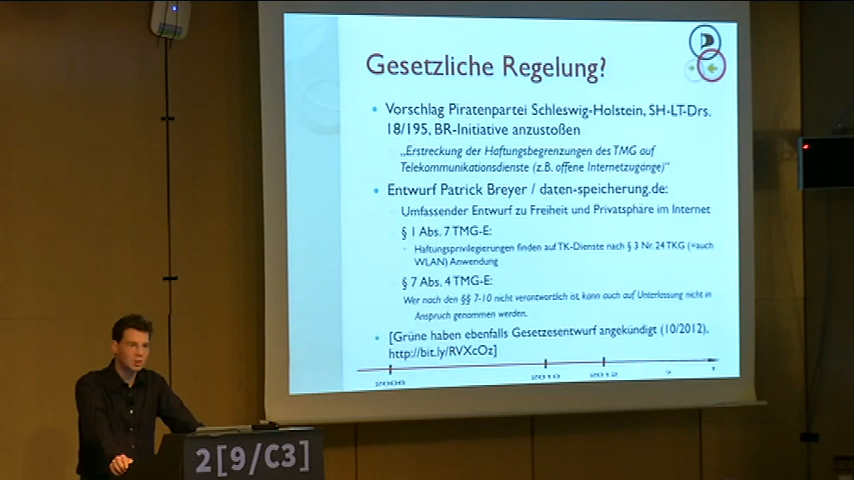 Gesetzliche Regelung?
• Vorschlag Piratenpartei Schleswig-Holstein, SH-LT-Drs.
18/195, BR-Initiative anzustoßen
„Erstreckung der Haftungsbegrenzungen des TMG auf
Telekommunikationsdienste (z.B. offene Internetzugänge)"
• Entwurf Patrick Breyer / daten-speicherung.de:
Umfassender Entwurf zu Freiheit und Privatsphäre im Internet
§ 1 Abs. 7 TMG-E:
Haftungsprivilegierungen finden auf TK-Dienste nach § 3 Nr. 24 TKG (=auch
WLAN) Anwendung
§ 7 Abs. 4 TMG-E:
Wer nach den §§ 7-10 nicht verantwortlich ist, kann auch auf Unterlassung nicht in
Anspruch genommen werden.
• [Grüne haben ebenfalls Gesetzesentwurf angekündigt (10/2012),
http://bit.ly/RVXcOz]
2006 2010 2012 ?
2[9/C3]